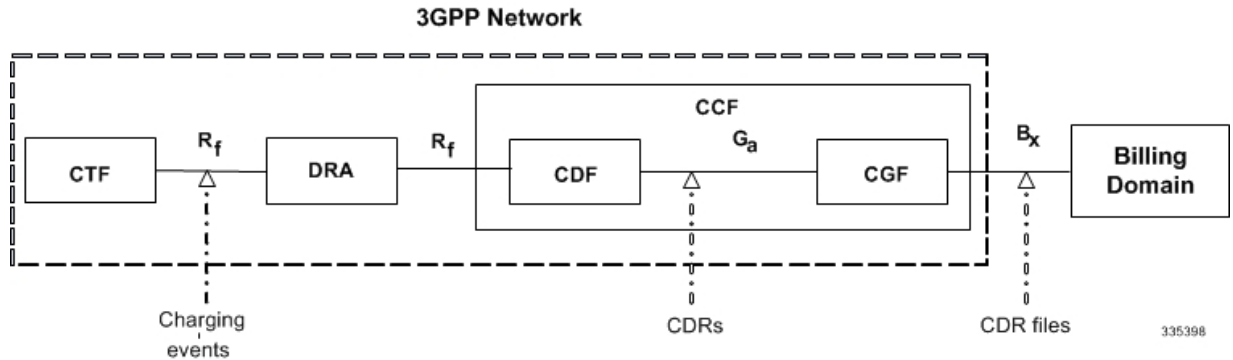 3GPP Network
CCF
Rf
Rf
Ga
Bx
CTF
DRA
CDF
CGF
Billing
Domain
Charging
events
CDRs
CDR files
335398